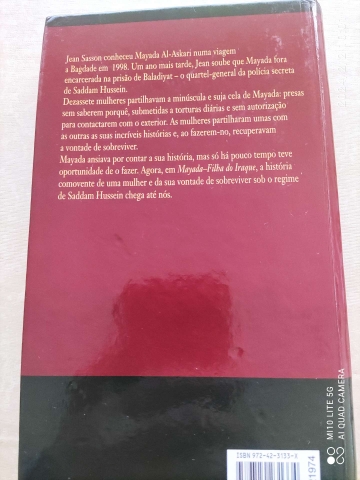 Jean Sasson conheceu Mayada Al-Askari numa viagem
a Bagdade em 1998. Um ano mais tarde, Jean soube que Mayada fora
encarcerada na prisão de Baladiyat – o quartel-general da polícia secreta
de Saddam Hussein.
Dezassete mulheres partilhavam a minúscula e suja cela de Mayada: presas
sem saberem porquê, submetidas a torturas diárias e sem autorização
para contactarem com o exterior. As mulheres partilharam umas com
as outras as suas incríveis histórias e, ao fazerem-no, recuperavam
a vontade de sobreviver.
Mayada ansiava por contar a sua história, mas só há pouco tempo teve
oportunidade de o fazer. Agora, em Mayada–Filha do Iraque, a história
comovente de uma mulher e da sua vontade de sobreviver sob o regime
de Saddam Hussein chega até nós.
ISBN 972-42-3133-X
11974
MI 10 LITE 5G
AI QUAD CAMERA